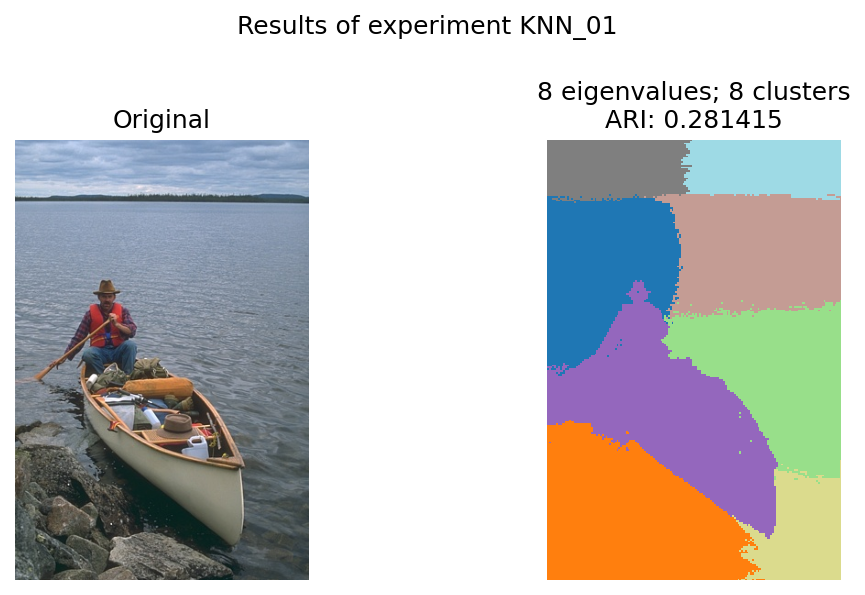 Results of experiment KNN_01
Original
8 eigenvalues; 8 clusters
ARI: 0.281415